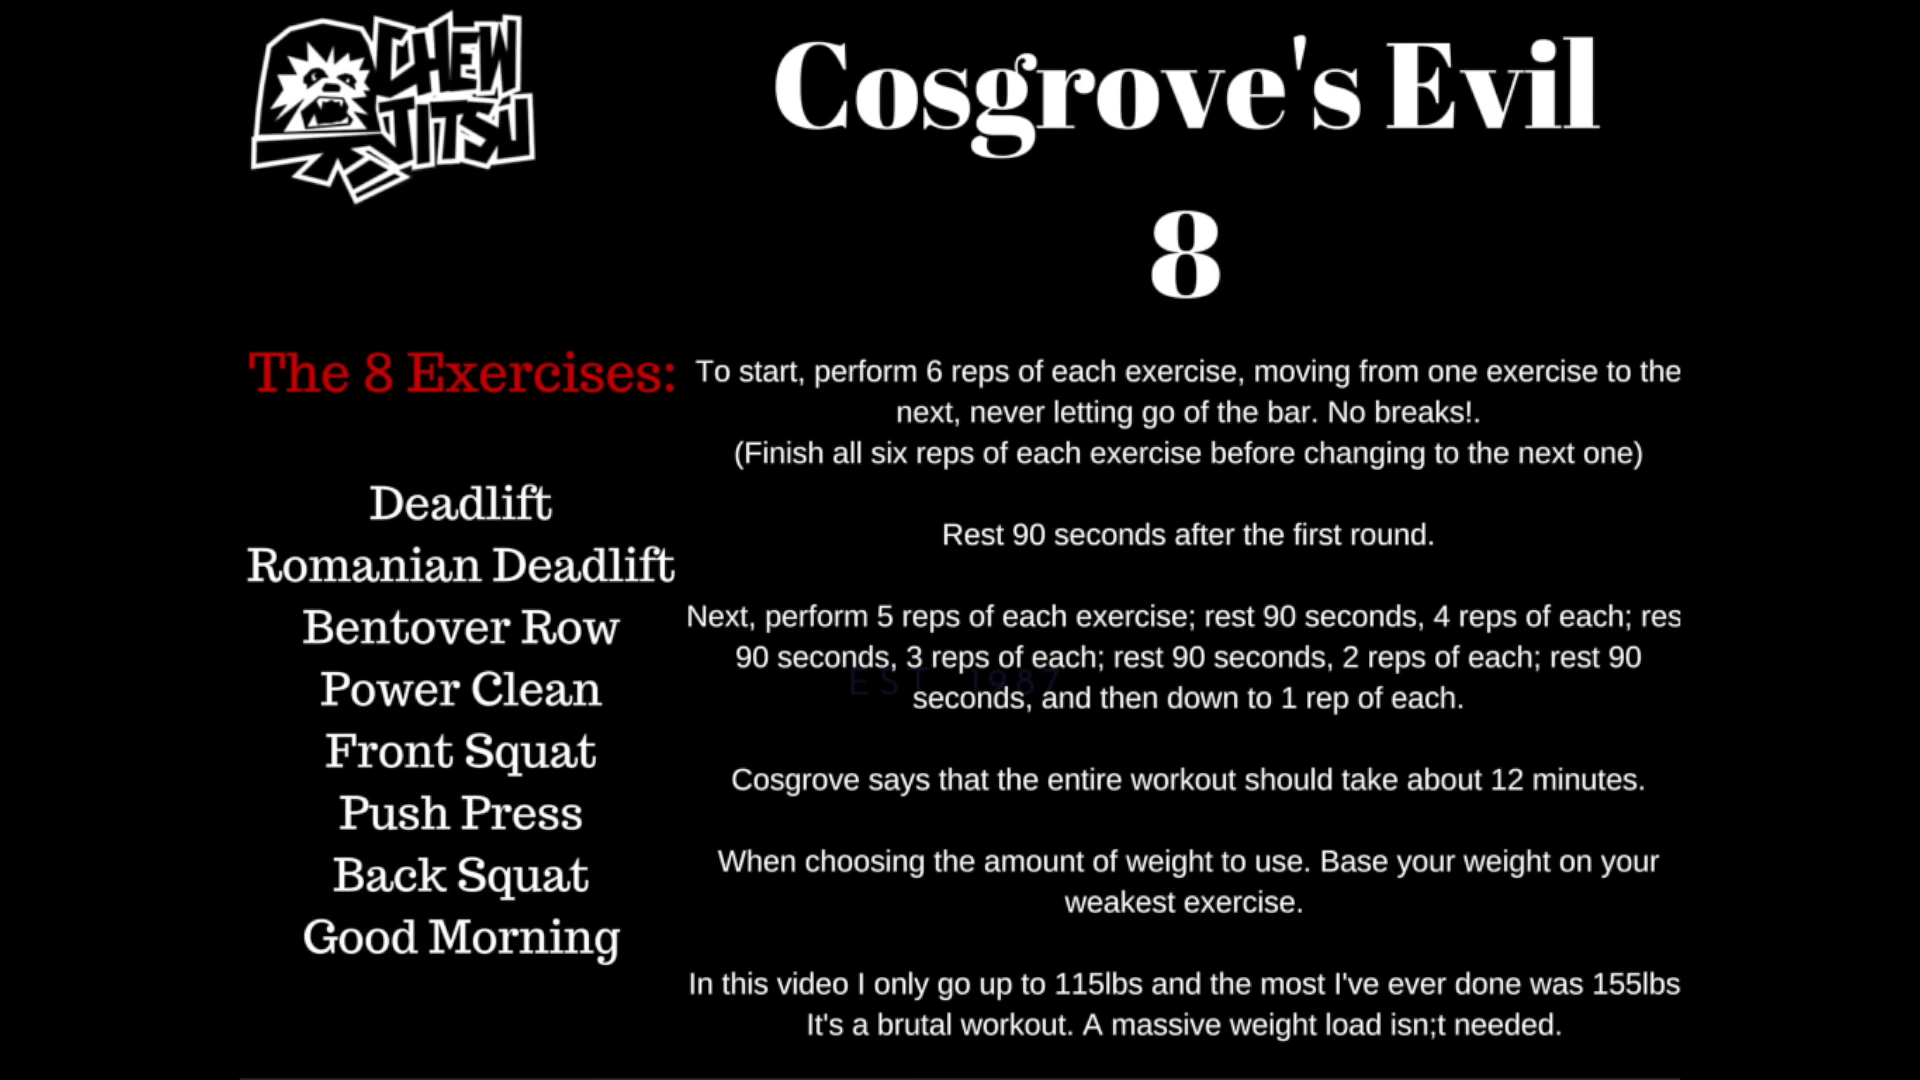 CHEW
JITSU
Cosgrove's Evil
8
The 8 Exercises:
Deadlift
Romanian Deadlift
Bentover Row
Power Clean
Front Squat
Push Press
Back Squat
Good Morning
To start, perform 6 reps of each exercise, moving from one exercise to the
next, never letting go of the bar. No breaks!.
(Finish all six reps of each exercise before changing to the next one)
Rest 90 seconds after the first round.
Next, perform 5 reps of each exercise; rest 90 seconds, 4 reps of each; res
90 seconds, 3 reps of each; rest 90 seconds, 2 reps of each; rest 90
EST 1987
seconds, and then down to 1 rep of each.
Cosgrove says that the entire workout should take about 12 minutes.
When choosing the amount of weight to use. Base your weight on your
weakest exercise.
In this video I only go up to 115lbs and the most I've ever done was 155lbs
It's a brutal workout. A massive weight load isn;t needed.